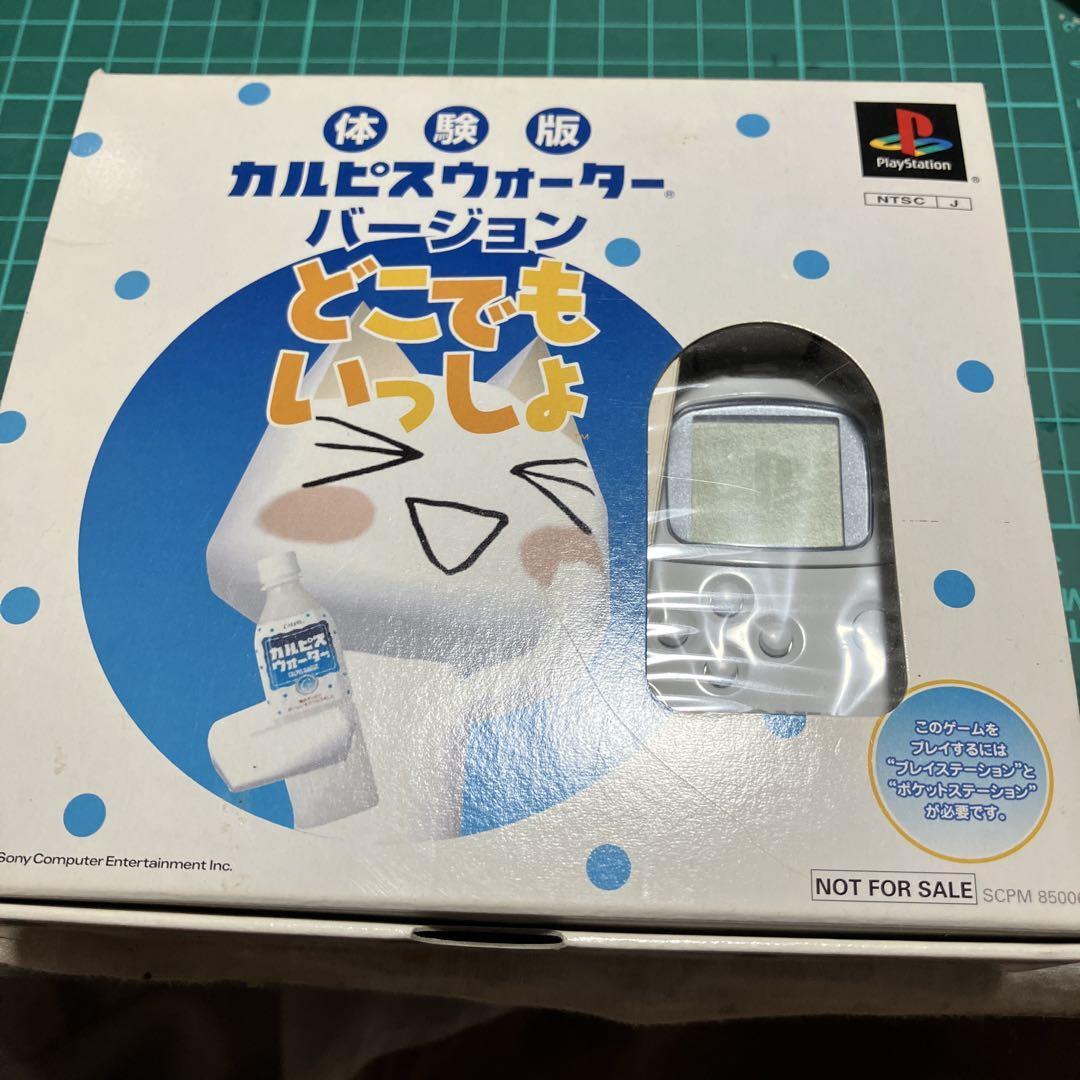 体験版
カルピスウォーター®
バージョン
どこでも
いっしょ™
PlayStation®
NTSC J
カルピス
ウォーター
このゲームを
プレイするには
“プレイステーション”と
“ポケットステーション”
が必要です。
Sony Computer Entertainment Inc.
NOT FOR SALE
SCPM 85006